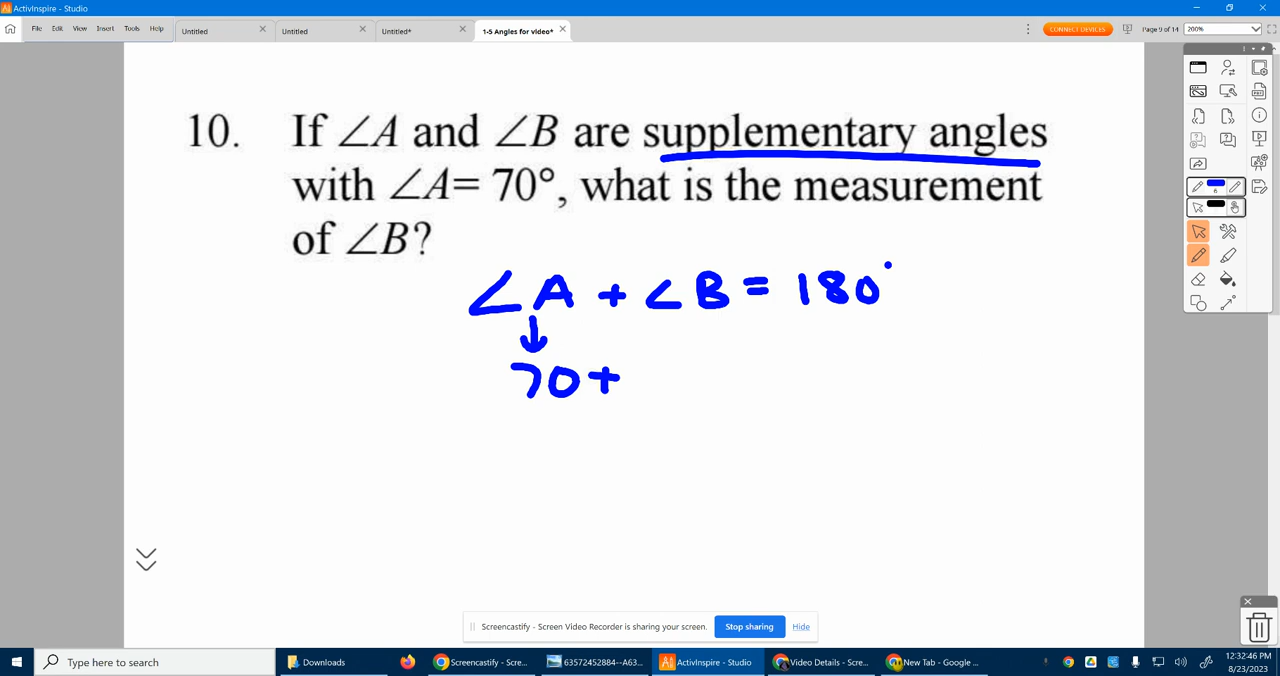 ActivInspire - Studio
File Edit View Insert Tools Help
Untitled
Untitled
Untitled*
1-5 Angles for video*
CONNECT DEVICES
Page 9 of 14
200%
10. If ∠A and ∠B are supplementary angles
with ∠A= 70°, what is the measurement
of ∠B?
∠A + ∠B = 180°
70+
Screencastify - Screen Video Recorder is sharing your screen.
Stop sharing
Hide
Type here to search
Downloads
Screencastify - Scre...
63572452884--A63...
ActivInspire - Studio
Video Details - Scre...
New Tab - Google ...
12:32:46 PM
8/23/2023